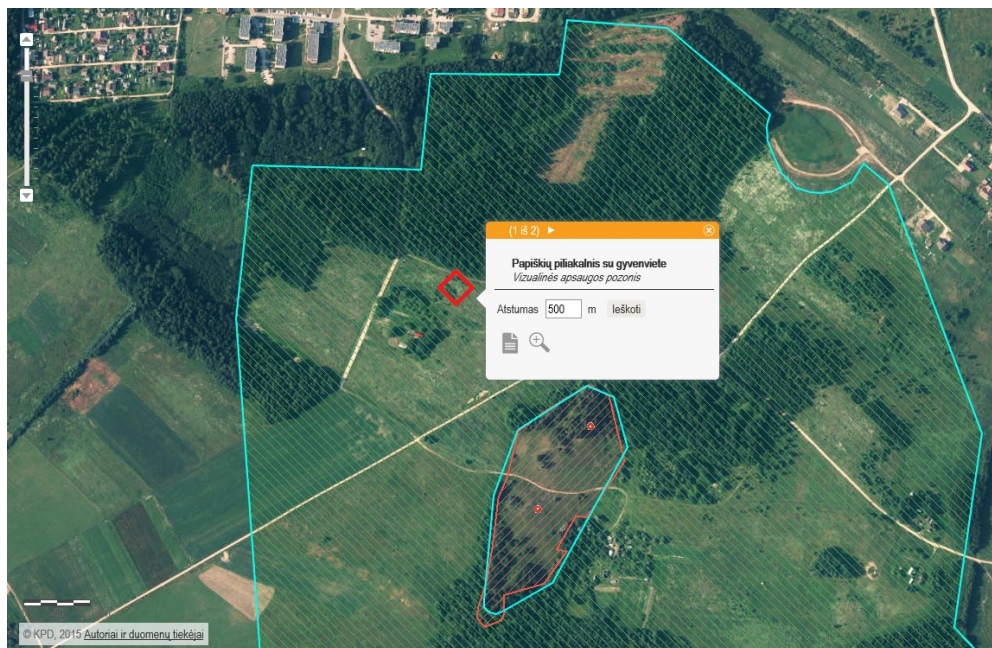 (1 iš 2)
Papiškių piliakalnis su gyvenviete
Vizualinės apsaugos pozonis
Atstumas 500 m Ieškoti
© KPD, 2015 Autoriai ir duomenų tiekėjai